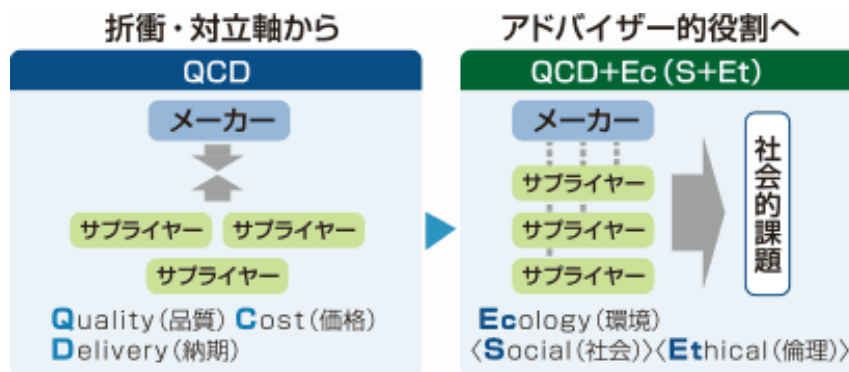 折衝・対立軸から
QCD
メーカー
サプライヤー サプライヤー
サプライヤー
Quality(品質) Cost(価格)
Delivery(納期)
アドバイザー的役割へ
QCD+Ec(S+Et)
メーカー
サプライヤー
サプライヤー
サプライヤー
社会的課題
Ecology(環境)
〈Social(社会)〉〈Ethical(倫理)〉